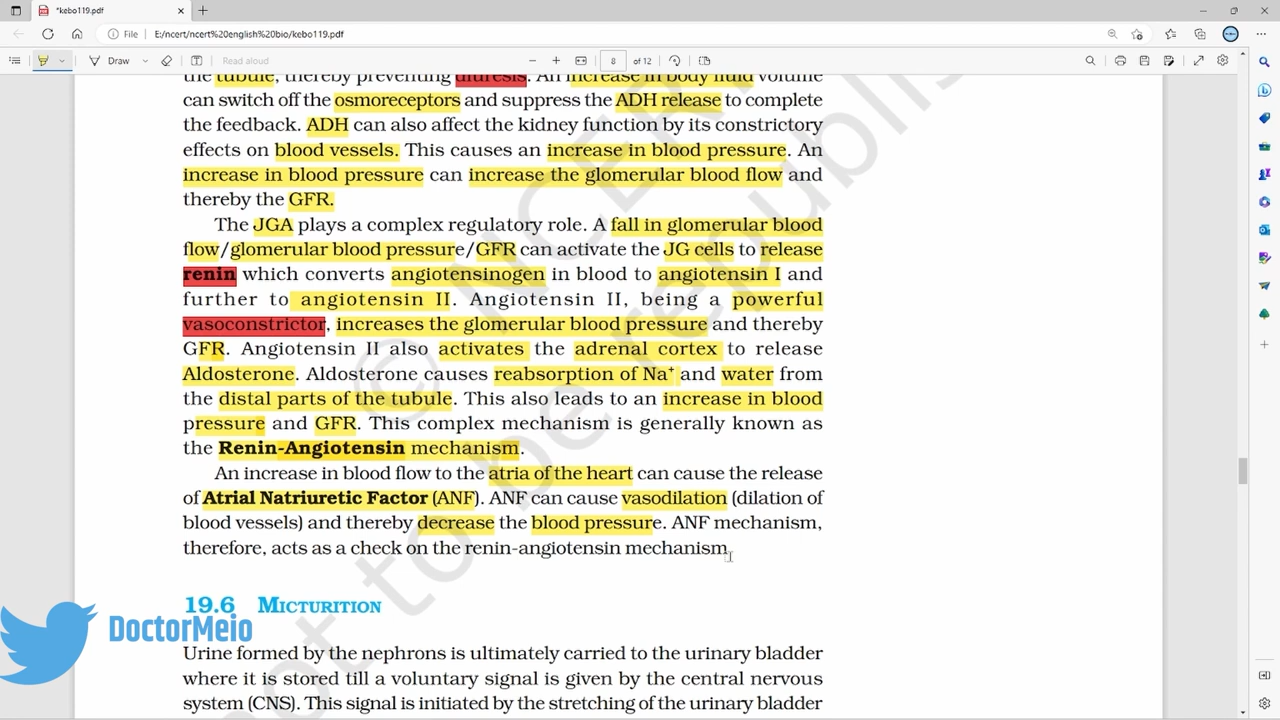 *kebo119.pdf
File
E:/ncert/ncert%20english%20bio/kebo119.pdf
Draw
Read aloud
8 of 12
the tubule, thereby preventing diuresis. An increase in body fluid volume
can switch off the osmoreceptors and suppress the ADH release to complete
the feedback. ADH can also affect the kidney function by its constrictory
effects on blood vessels. This causes an increase in blood pressure. An
increase in blood pressure can increase the glomerular blood flow and
thereby the GFR.
The JGA plays a complex regulatory role. A fall in glomerular blood
flow/glomerular blood pressure/GFR can activate the JG cells to release
renin which converts angiotensinogen in blood to angiotensin I and
further to angiotensin II. Angiotensin II, being a powerful
vasoconstrictor, increases the glomerular blood pressure and thereby
GFR. Angiotensin II also activates the adrenal cortex to release
Aldosterone. Aldosterone causes reabsorption of Na⁺ and water from
the distal parts of the tubule. This also leads to an increase in blood
pressure and GFR. This complex mechanism is generally known as
the Renin-Angiotensin mechanism.
An increase in blood flow to the atria of the heart can cause the release
of Atrial Natriuretic Factor (ANF). ANF can cause vasodilation (dilation of
blood vessels) and thereby decrease the blood pressure. ANF mechanism,
therefore, acts as a check on the renin-angiotensin mechanism
19.6 MICTURITION
Urine formed by the nephrons is ultimately carried to the urinary bladder
where it is stored till a voluntary signal is given by the central nervous
system (CNS). This signal is initiated by the stretching of the urinary bladder
DoctorMeio
© NCER
not to be republis